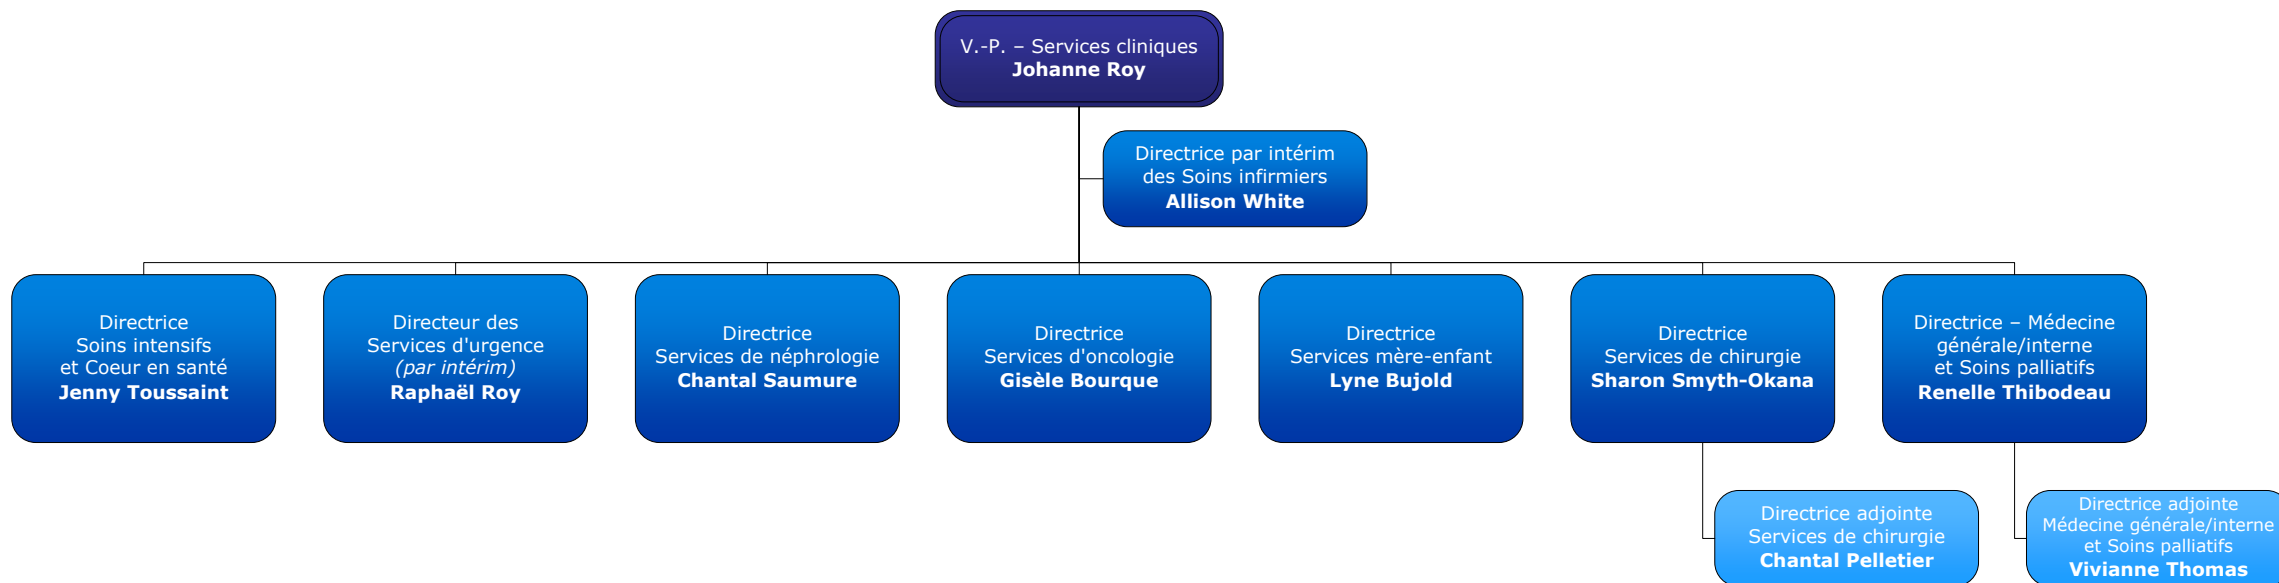 V.-P. – Services cliniques
Johanne Roy
Directrice par intérim
des Soins infirmiers
Allison White
Directrice
Soins intensifs
et Coeur en santé
Jenny Toussaint
Directeur des
Services d'urgence
(par intérim)
Raphaël Roy
Directrice
Services de néphrologie
Chantal Saumure
Directrice
Services d'oncologie
Gisèle Bourque
Directrice
Services mère-enfant
Lyne Bujold
Directrice
Services de chirurgie
Sharon Smyth-Okana
Directrice – Médecine
générale/interne
et Soins palliatifs
Renelle Thibodeau
Directrice adjointe
Services de chirurgie
Chantal Pelletier
Directrice adjointe
Médecine générale/interne
et Soins palliatifs
Vivianne Thomas